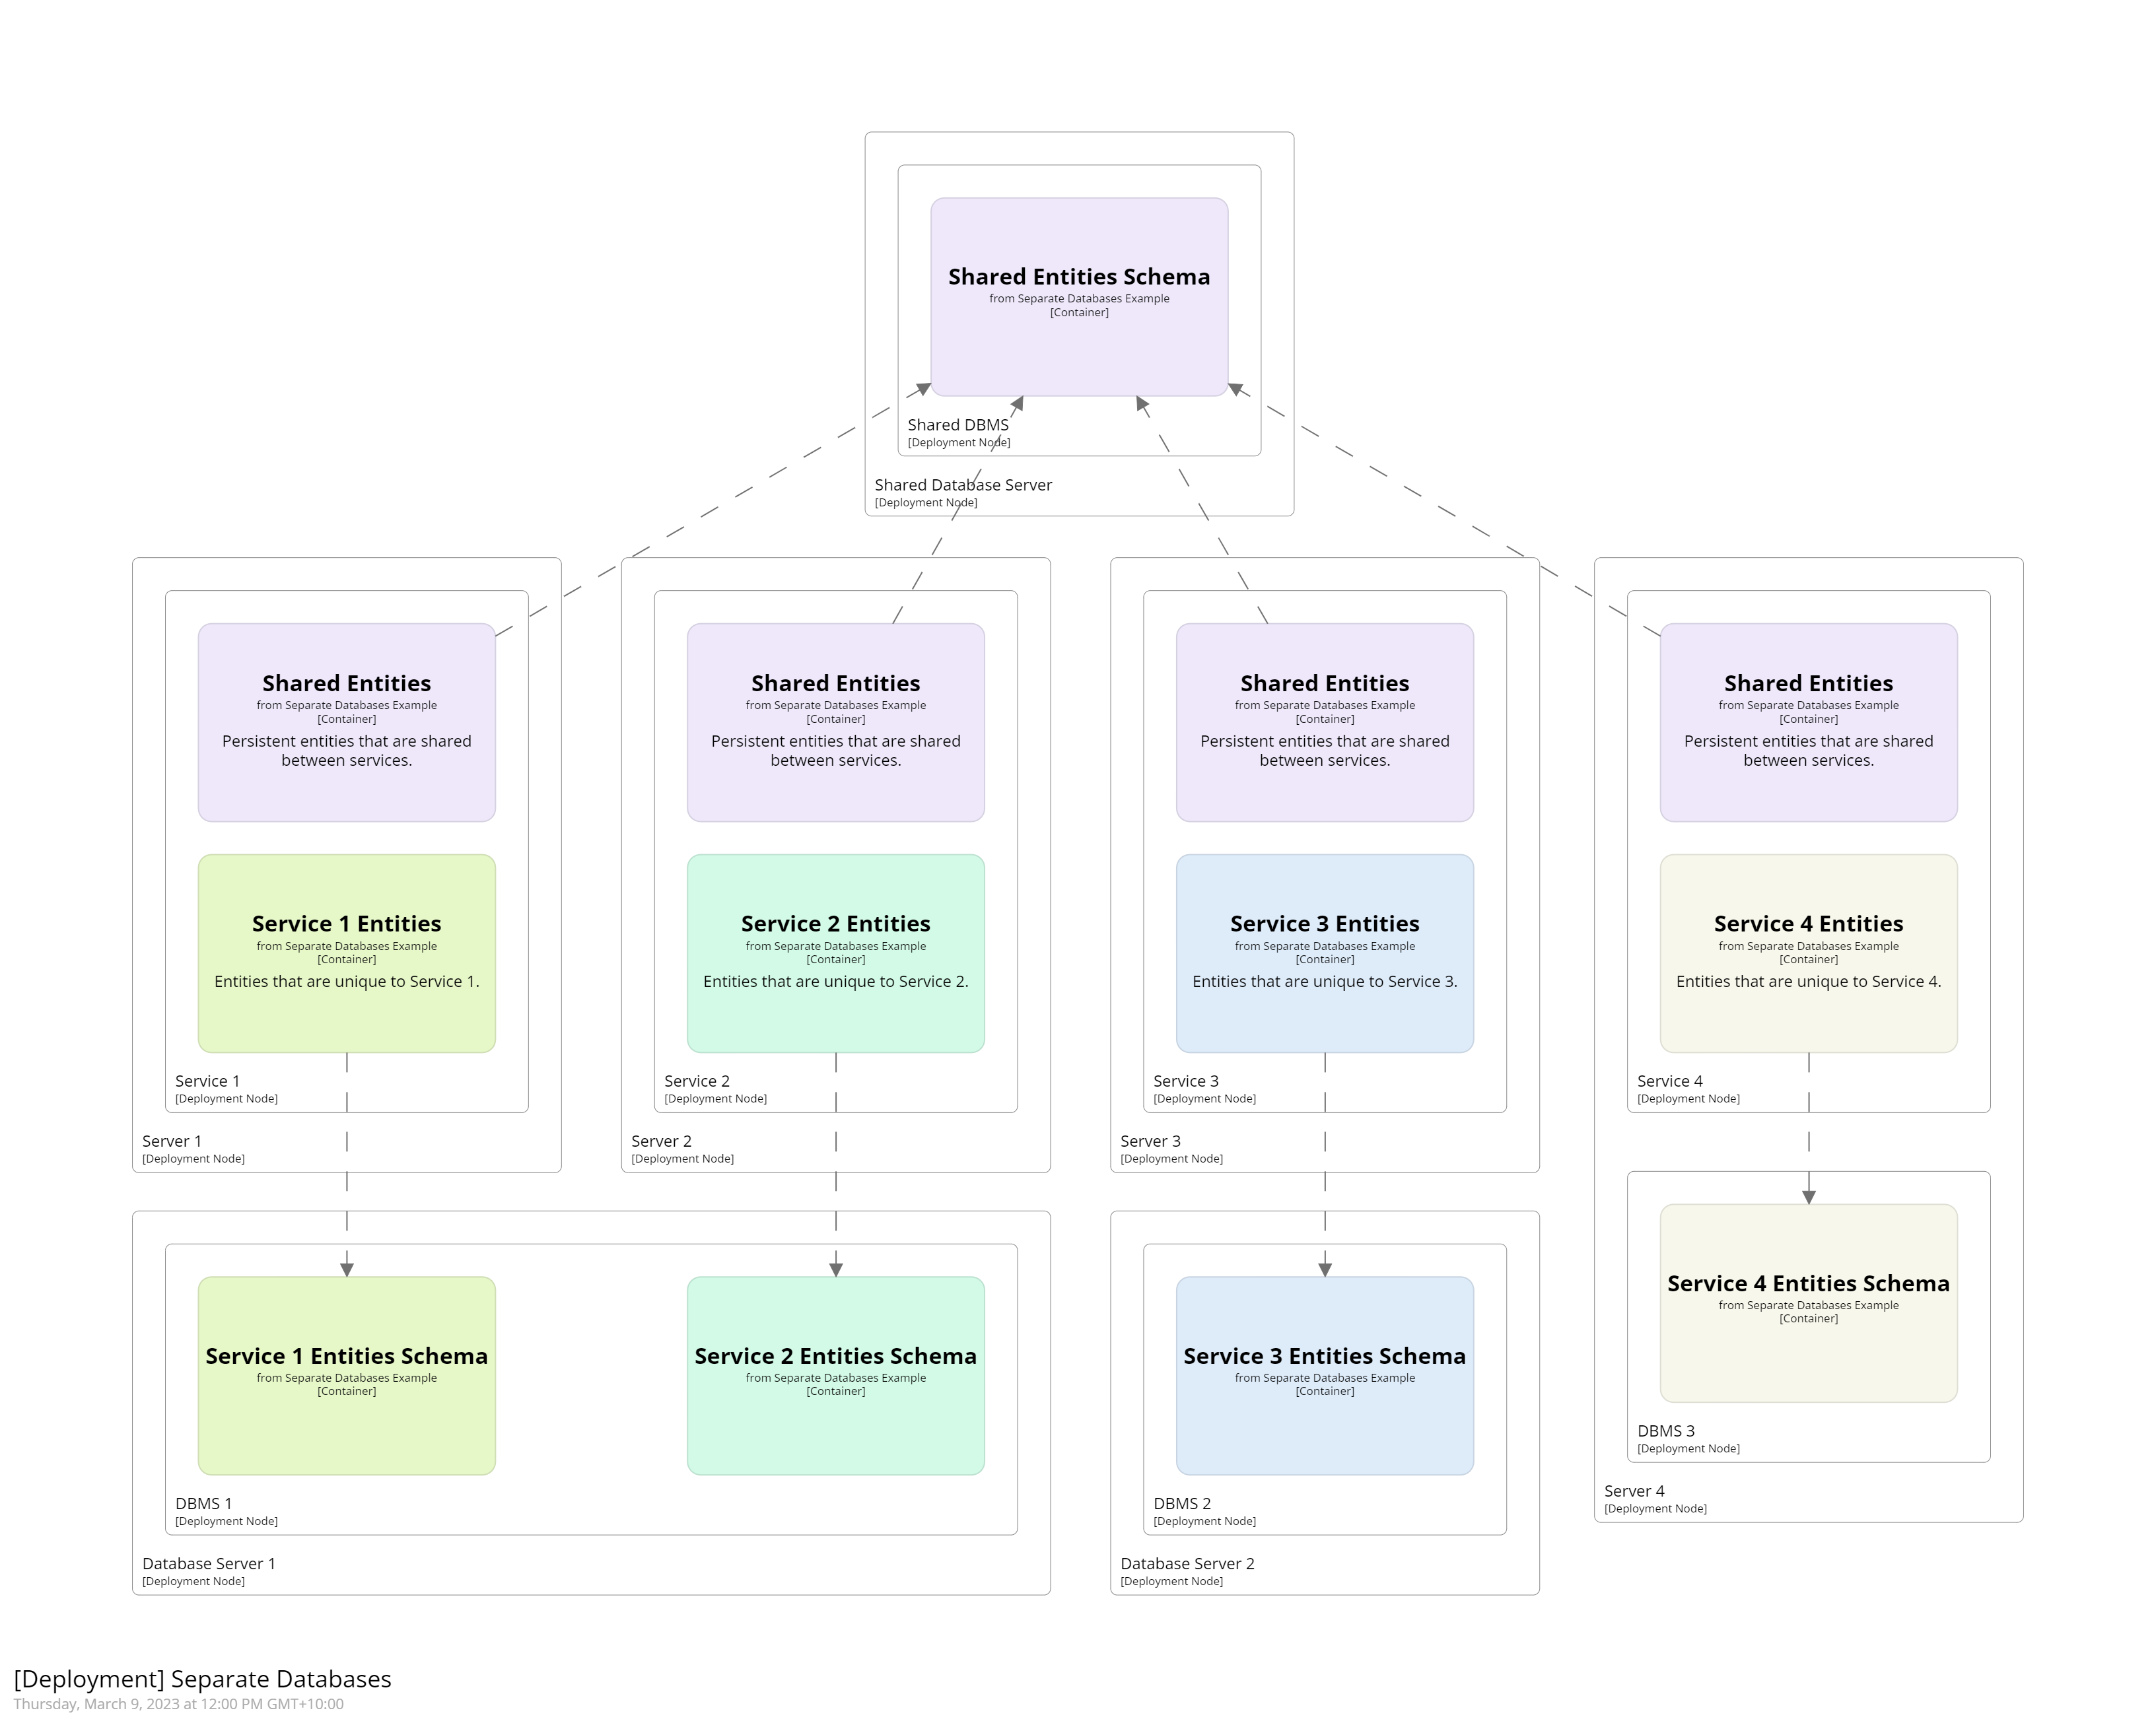 Shared Entities Schema
from Separate Databases Example
[Container]
Shared DBMS
[Deployment Node]
Shared Database Server
[Deployment Node]
Shared Entities
from Separate Databases Example
[Container]
Persistent entities that are shared
between services.
Service 1 Entities
from Separate Databases Example
[Container]
Entities that are unique to Service 1.
Service 1
[Deployment Node]
Server 1
[Deployment Node]
Shared Entities
from Separate Databases Example
[Container]
Persistent entities that are shared
between services.
Service 2 Entities
from Separate Databases Example
[Container]
Entities that are unique to Service 2.
Service 2
[Deployment Node]
Server 2
[Deployment Node]
Shared Entities
from Separate Databases Example
[Container]
Persistent entities that are shared
between services.
Service 3 Entities
from Separate Databases Example
[Container]
Entities that are unique to Service 3.
Service 3
[Deployment Node]
Server 3
[Deployment Node]
Shared Entities
from Separate Databases Example
[Container]
Persistent entities that are shared
between services.
Service 4 Entities
from Separate Databases Example
[Container]
Entities that are unique to Service 4.
Service 4
[Deployment Node]
Service 4 Entities Schema
from Separate Databases Example
[Container]
DBMS 3
[Deployment Node]
Server 4
[Deployment Node]
Service 1 Entities Schema
from Separate Databases Example
[Container]
Service 2 Entities Schema
from Separate Databases Example
[Container]
DBMS 1
[Deployment Node]
Database Server 1
[Deployment Node]
Service 3 Entities Schema
from Separate Databases Example
[Container]
DBMS 2
[Deployment Node]
Database Server 2
[Deployment Node]
[Deployment] Separate Databases
Thursday, March 9, 2023 at 12:00 PM GMT+10:00